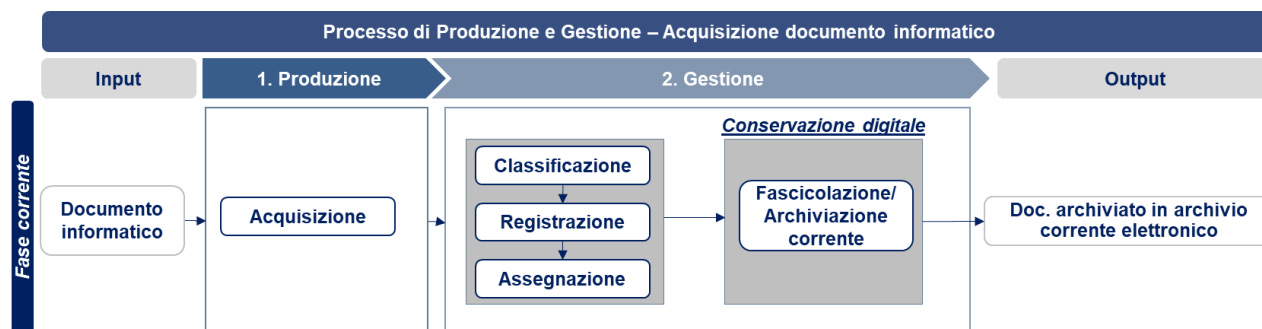 Processo di Produzione e Gestione – Acquisizione documento informatico
Input
1. Produzione
2. Gestione
Output
Fase corrente
Documento
informatico
Acquisizione
Classificazione
Registrazione
Assegnazione
Conservazione digitale
Fascicolazione/
Archiviazione
corrente
Doc. archiviato in archivio
corrente elettronico